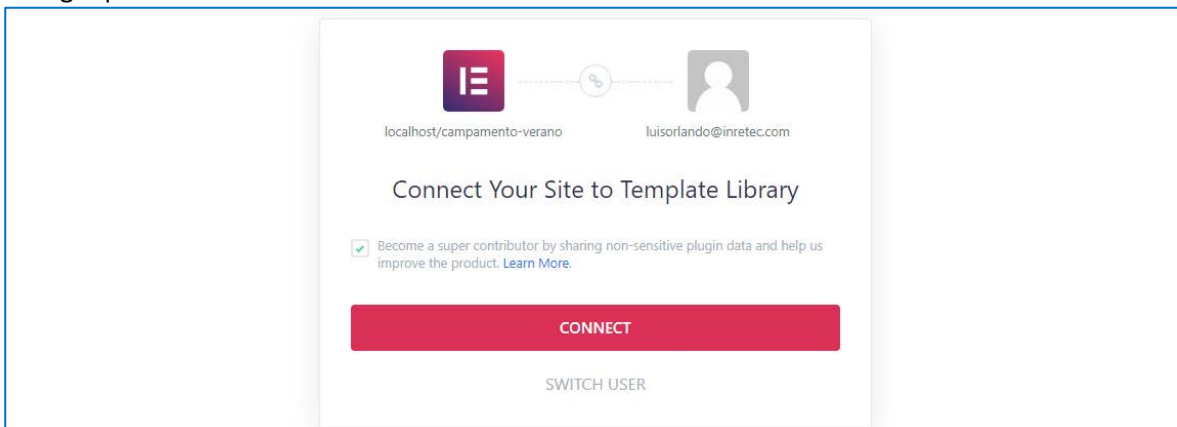 localhost/campamento-verano
luisorlando@inretec.com
Connect Your Site to Template Library
Become a super contributor by sharing non-sensitive plugin data and help us
improve the product. Learn More.
CONNECT
SWITCH USER